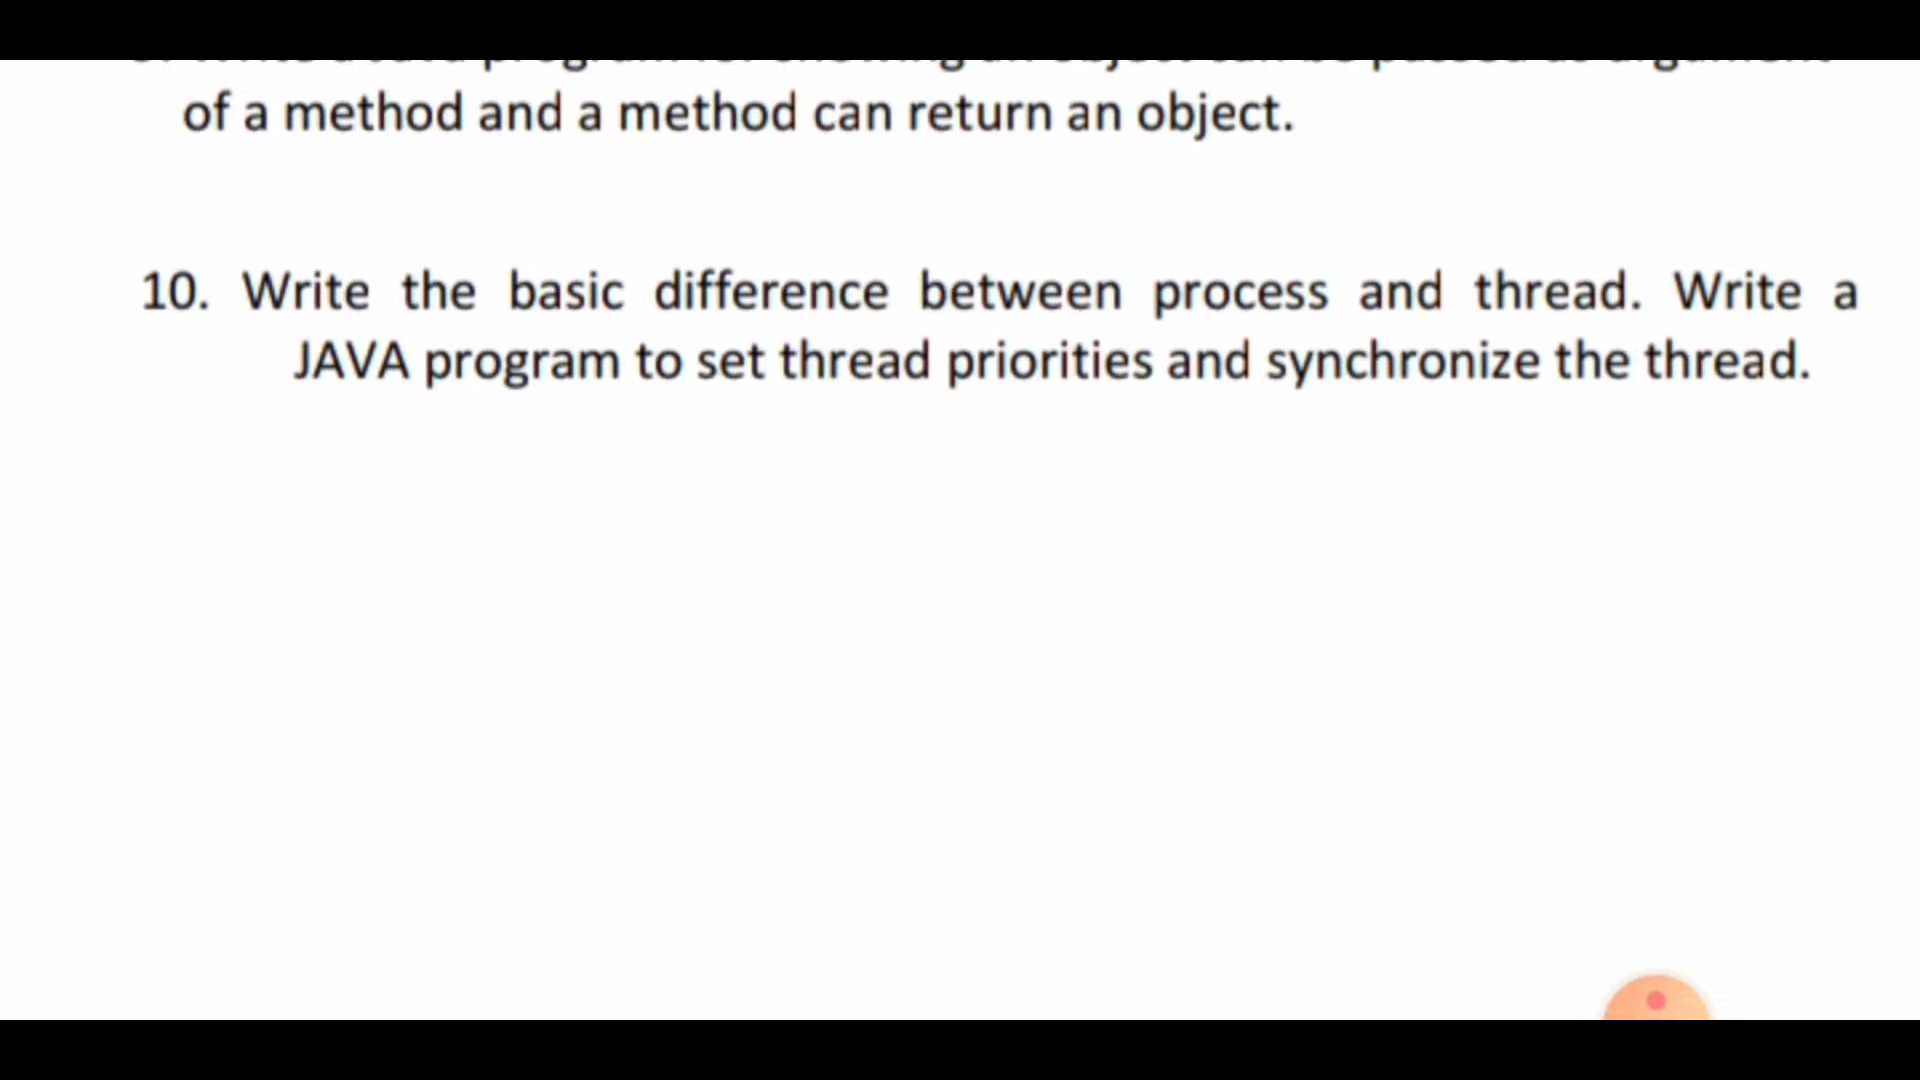 of a method and a method can return an object.
10. Write the basic difference between process and thread. Write a
JAVA program to set thread priorities and synchronize the thread.